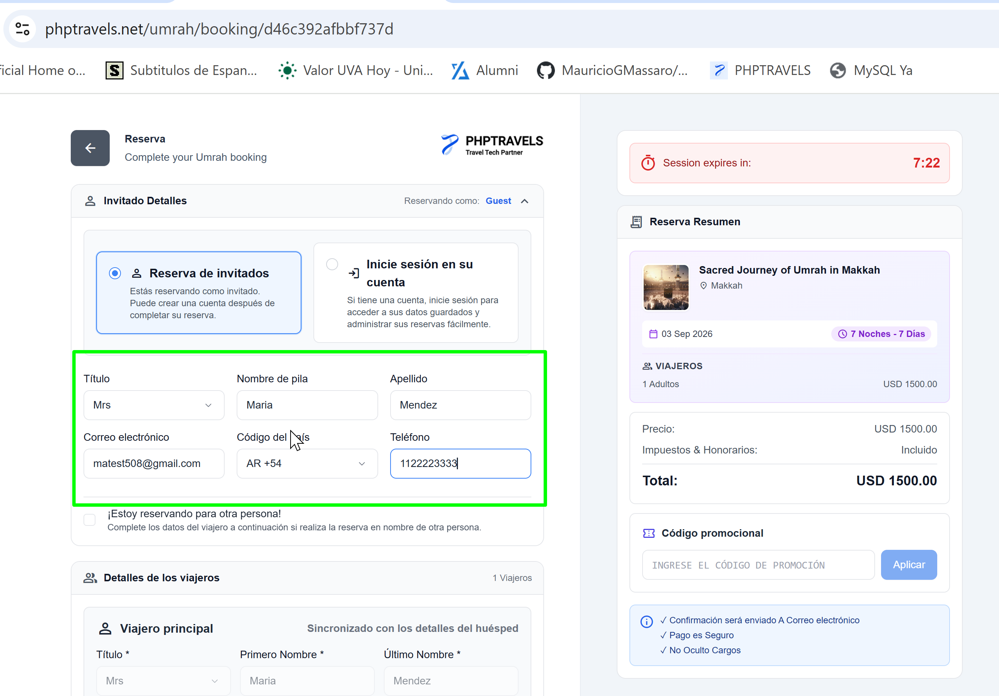 phptravels.net/umrah/booking/d46c392afbbf737d
ficial Home o...
Subtitulos de Espan...
Valor UVA Hoy - Uni...
Alumni
MauricioGMassaro/...
PHPTRAVELS
MySQL Ya
Reserva
Complete your Umrah booking
PHPTRAVELS
Travel Tech Partner
Invitado Detalles
Reservando como: Guest
Reserva de invitados
Estás reservando como invitado.
Puede crear una cuenta después de
completar su reserva.
Inicie sesión en su
cuenta
Si tiene una cuenta, inicie sesión para
acceder a sus datos guardados y
administrar sus reservas fácilmente.
Título
Nombre de pila
Apellido
Mrs
Maria
Mendez
Correo electrónico
Código del aís
Teléfono
matest508@gmail.com
AR +54
1122223333
¡Estoy reservando para otra persona!
Complete los datos del viajero a continuación si realiza la reserva en nombre de otra persona.
Detalles de los viajeros
1 Viajeros
Viajero principal
Sincronizado con los detalles del huésped
Título *
Primero Nombre *
Último Nombre *
Mrs
Maria
Mendez
Session expires in:
7:22
Reserva Resumen
Sacred Journey of Umrah in Makkah
Makkah
03 Sep 2026
7 Noches - 7 Días
VIAJEROS
1 Adultos
USD 1500.00
Precio:
USD 1500.00
Impuestos & Honorarios:
Incluido
Total:
USD 1500.00
Código promocional
INGRESE EL CÓDIGO DE PROMOCIÓN
Aplicar
✓ Confirmación será enviado A Correo electrónico
✓ Pago es Seguro
✓ No Oculto Cargos